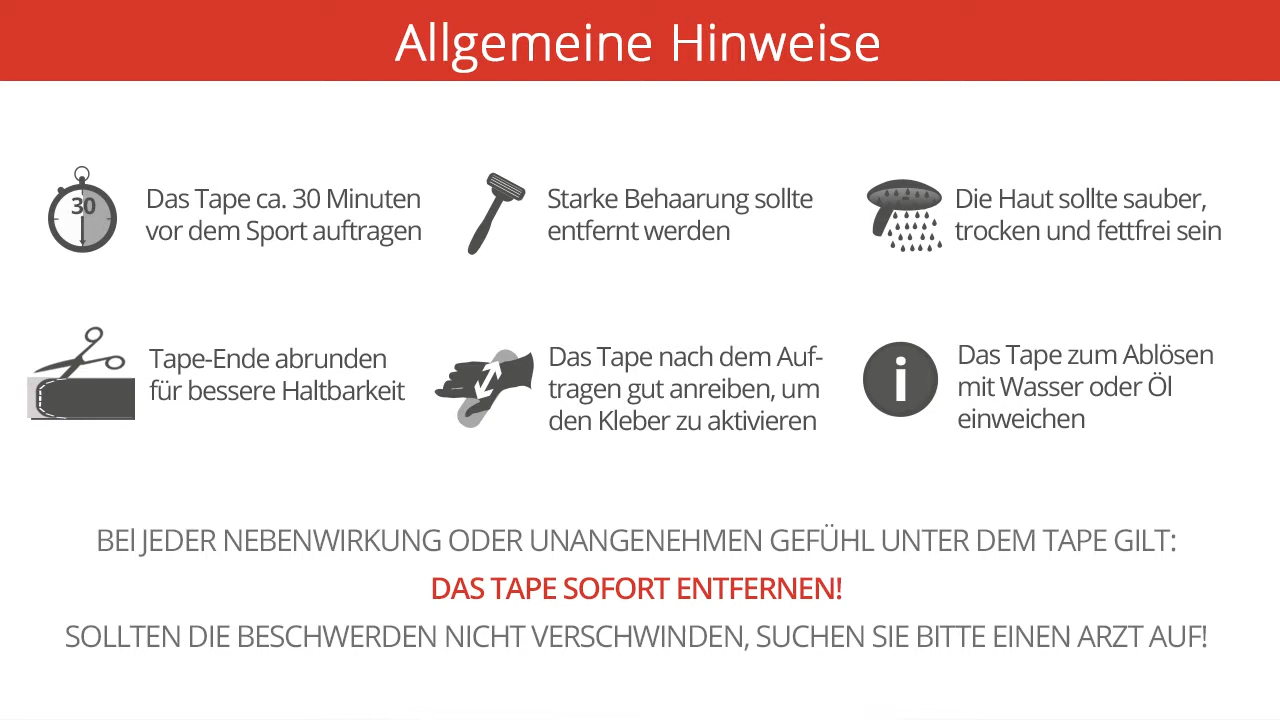 Allgemeine Hinweise
30
Das Tape ca. 30 Minuten
vor dem Sport auftragen
Starke Behaarung sollte
entfernt werden
Die Haut sollte sauber,
trocken und fettfrei sein
Tape-Ende abrunden
für bessere Haltbarkeit
Das Tape nach dem Auf-
tragen gut anreiben, um
den Kleber zu aktivieren
i
Das Tape zum Ablösen
mit Wasser oder Öl
einweichen
BEl JEDER NEBENWIRKUNG ODER UNANGENEHMEN GEFÜHL UNTER DEM TAPE GILT:
DAS TAPE SOFORT ENTFERNEN!
SOLLTEN DIE BESCHWERDEN NICHT VERSCHWINDEN, SUCHEN SIE BITTE EINEN ARZT AUF!